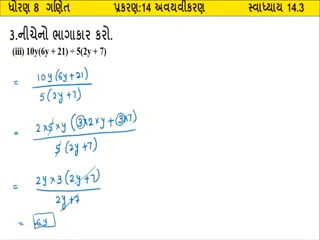 ધોરણ 8 ગણિત પ્રકરણ:14 અવયવીકરણ સ્વાધ્યાય 14.3
૩.નીચેનો ભાગાકાર કરો.
(iii) 10y(6y + 21) ÷ 5(2y + 7)
= 10y(6y+21) / 5(2y+7)
= 2×5×y(3×2×y+3×7) / 5(2y+7)
= 2y×3(2y+7) / 2y+7
= 6y